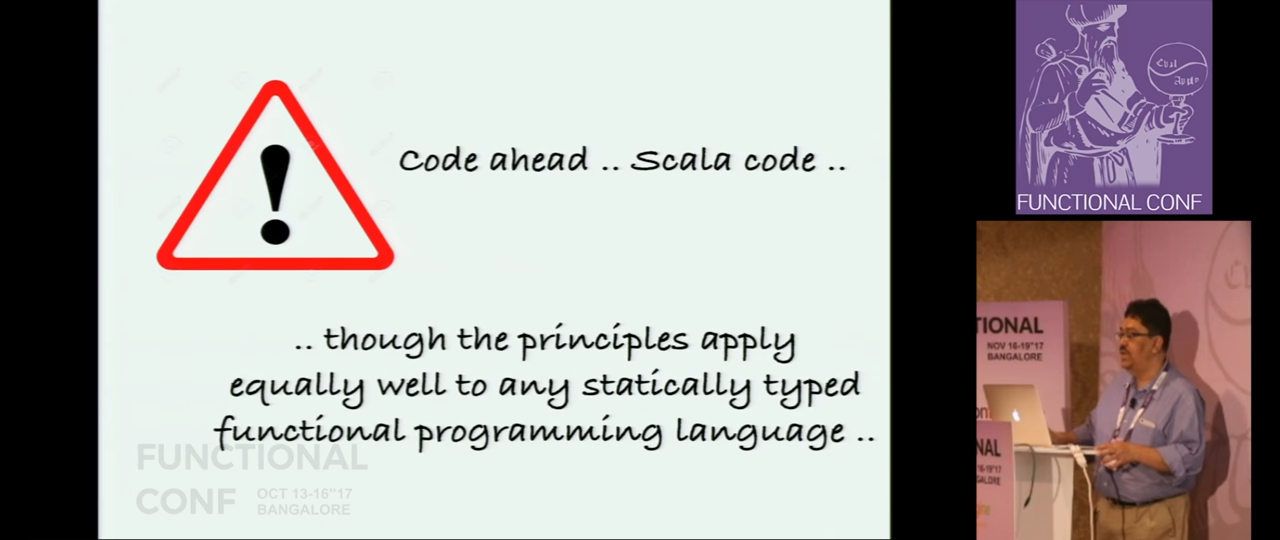 Code ahead .. Scala code ..
.. though the principles apply
equally well to any statically typed
functional programming language ..
FUNCTIONAL
CONF OCT 13-16"17
BANGALORE
FUNCTIONAL CONF
TIONAL
NOV 16-19"17
BANGALORE
NAL